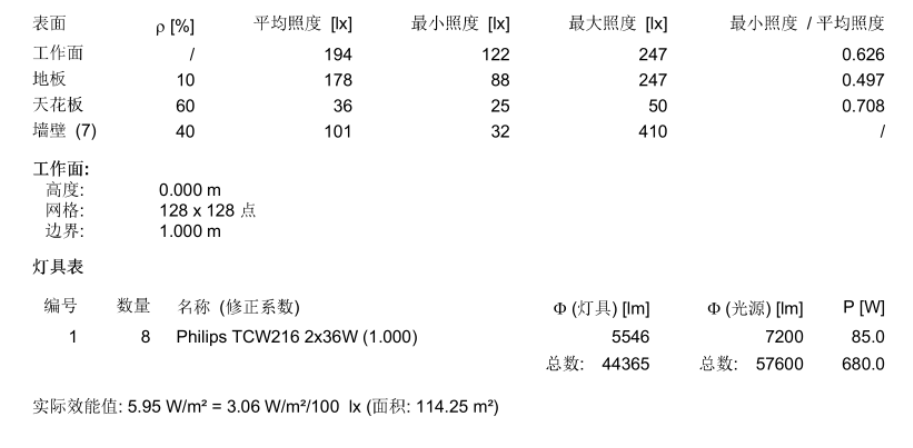 表面 ρ [%] 平均照度 [lx] 最小照度 [lx] 最大照度 [lx] 最小照度 / 平均照度
工作面 / 194 122 247 0.626
地板 10 178 88 247 0.497
天花板 60 36 25 50 0.708
墙壁 (7) 40 101 32 410 /
工作面:
高度: 0.000 m
网格: 128 x 128 点
边界: 1.000 m
灯具表
编号 数量 名称 (修正系数) Φ (灯具) [lm] Φ (光源) [lm] P [W]
1 8 Philips TCW216 2x36W (1.000) 5546 7200 85.0
总数: 44365 总数: 57600 680.0
实际效能值: 5.95 W/m² = 3.06 W/m²/100 lx (面积: 114.25 m²)